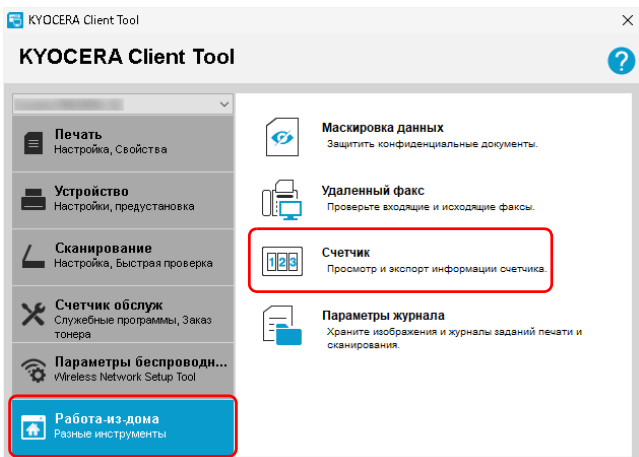 KYOCERA Client Tool
KYOCERA Client Tool
?
Печать
Настройка, Свойства
Устройство
Настройки, предустановка
Сканирование
Настройка, Быстрая проверка
Счетчик обслуж
Служебные программы, Заказ
тонера
Параметры беспроводн...
Wireless Network Setup Tool
Работа-из-дома
Разные инструменты
Маскировка данных
Защитить конфиденциальные документы.
Удаленный факс
Проверьте входящие и исходящие факсы.
123
Счетчик
Просмотр и экспорт информации счетчика.
Параметры журнала
Храните изображения и журналы заданий печати и
сканирования.